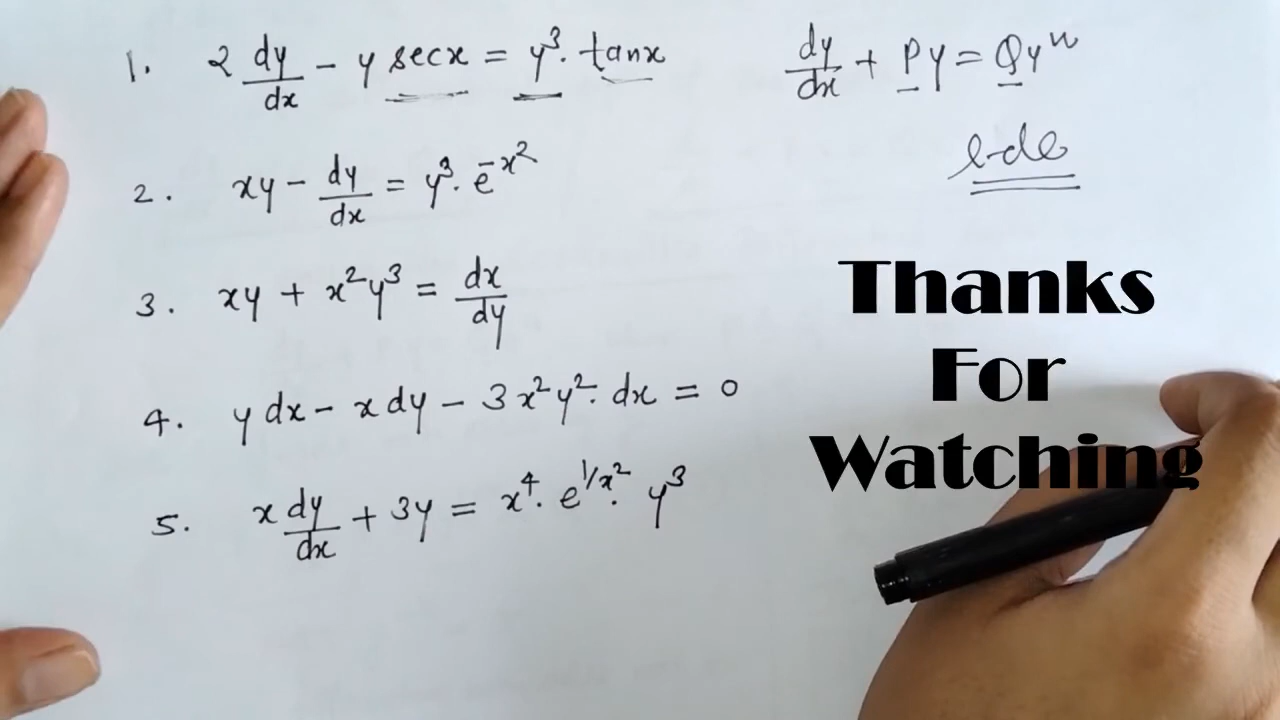 1. 2 dy/dx − y secx = y³. tanx
dy/dx + Py = Qyⁿ
l-de
2. xy − dy/dx = y³. e^−x²
3. xy + x²y³ = dx/dy
4. y dx − x dy − 3x²y². dx = 0
5. x dy/dx + 3y = x⁴. e^1/x². y³
Thanks
For
Watching